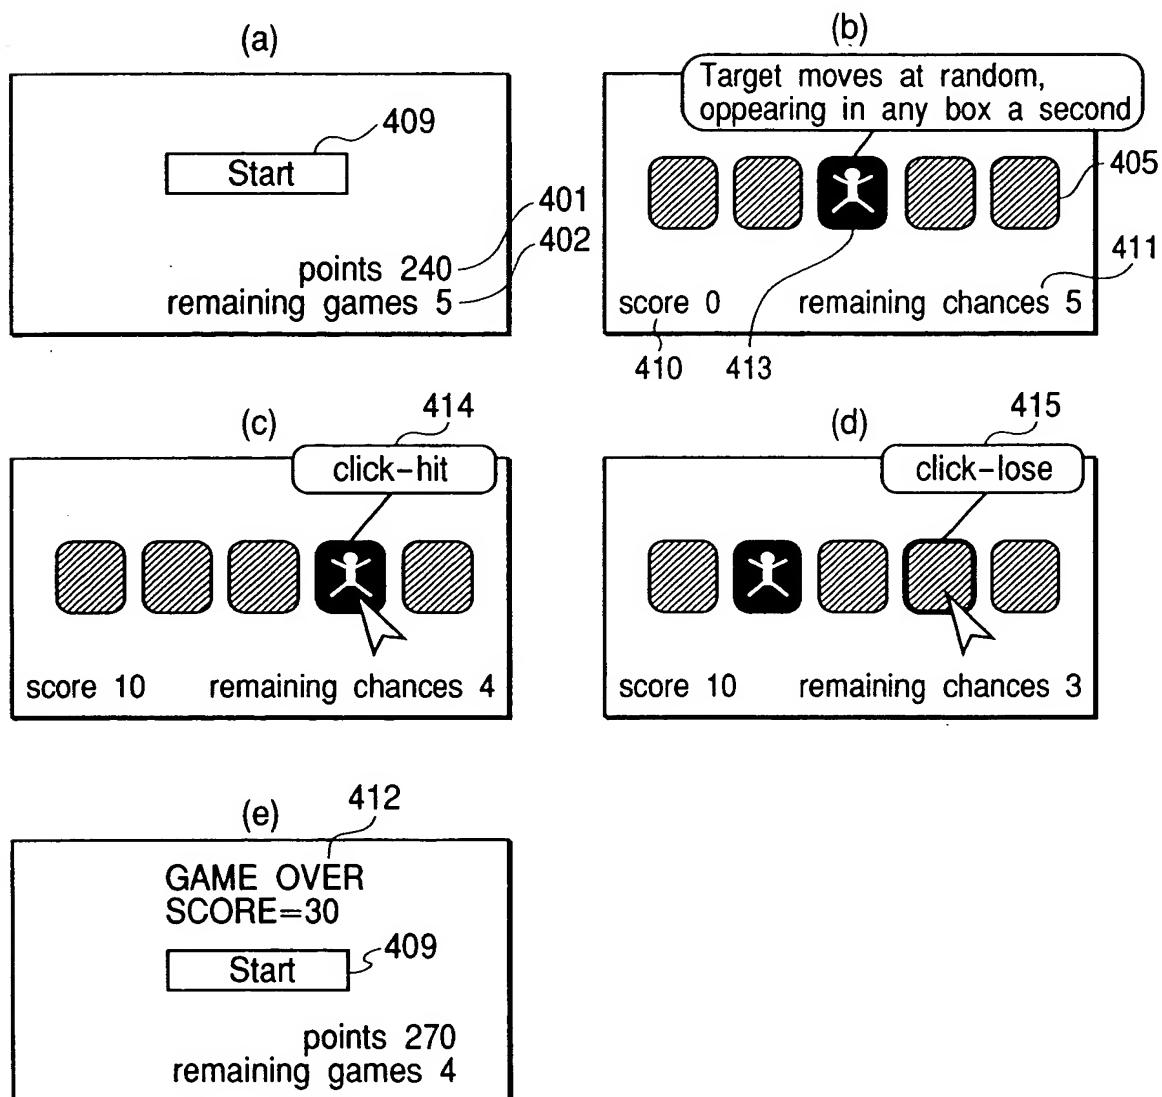 (a)
409
Start
401
402
points 240
remaining games 5
(b)
Target moves at random,
oppearing in any box a second
405
411
score 0 remaining chances 5
410
413
(c)
414
click-hit
score 10 remaining chances 4
(d)
415
click-lose
score 10 remaining chances 3
(e)
412
GAME OVER
SCORE=30
Start
409
points 270
remaining games 4